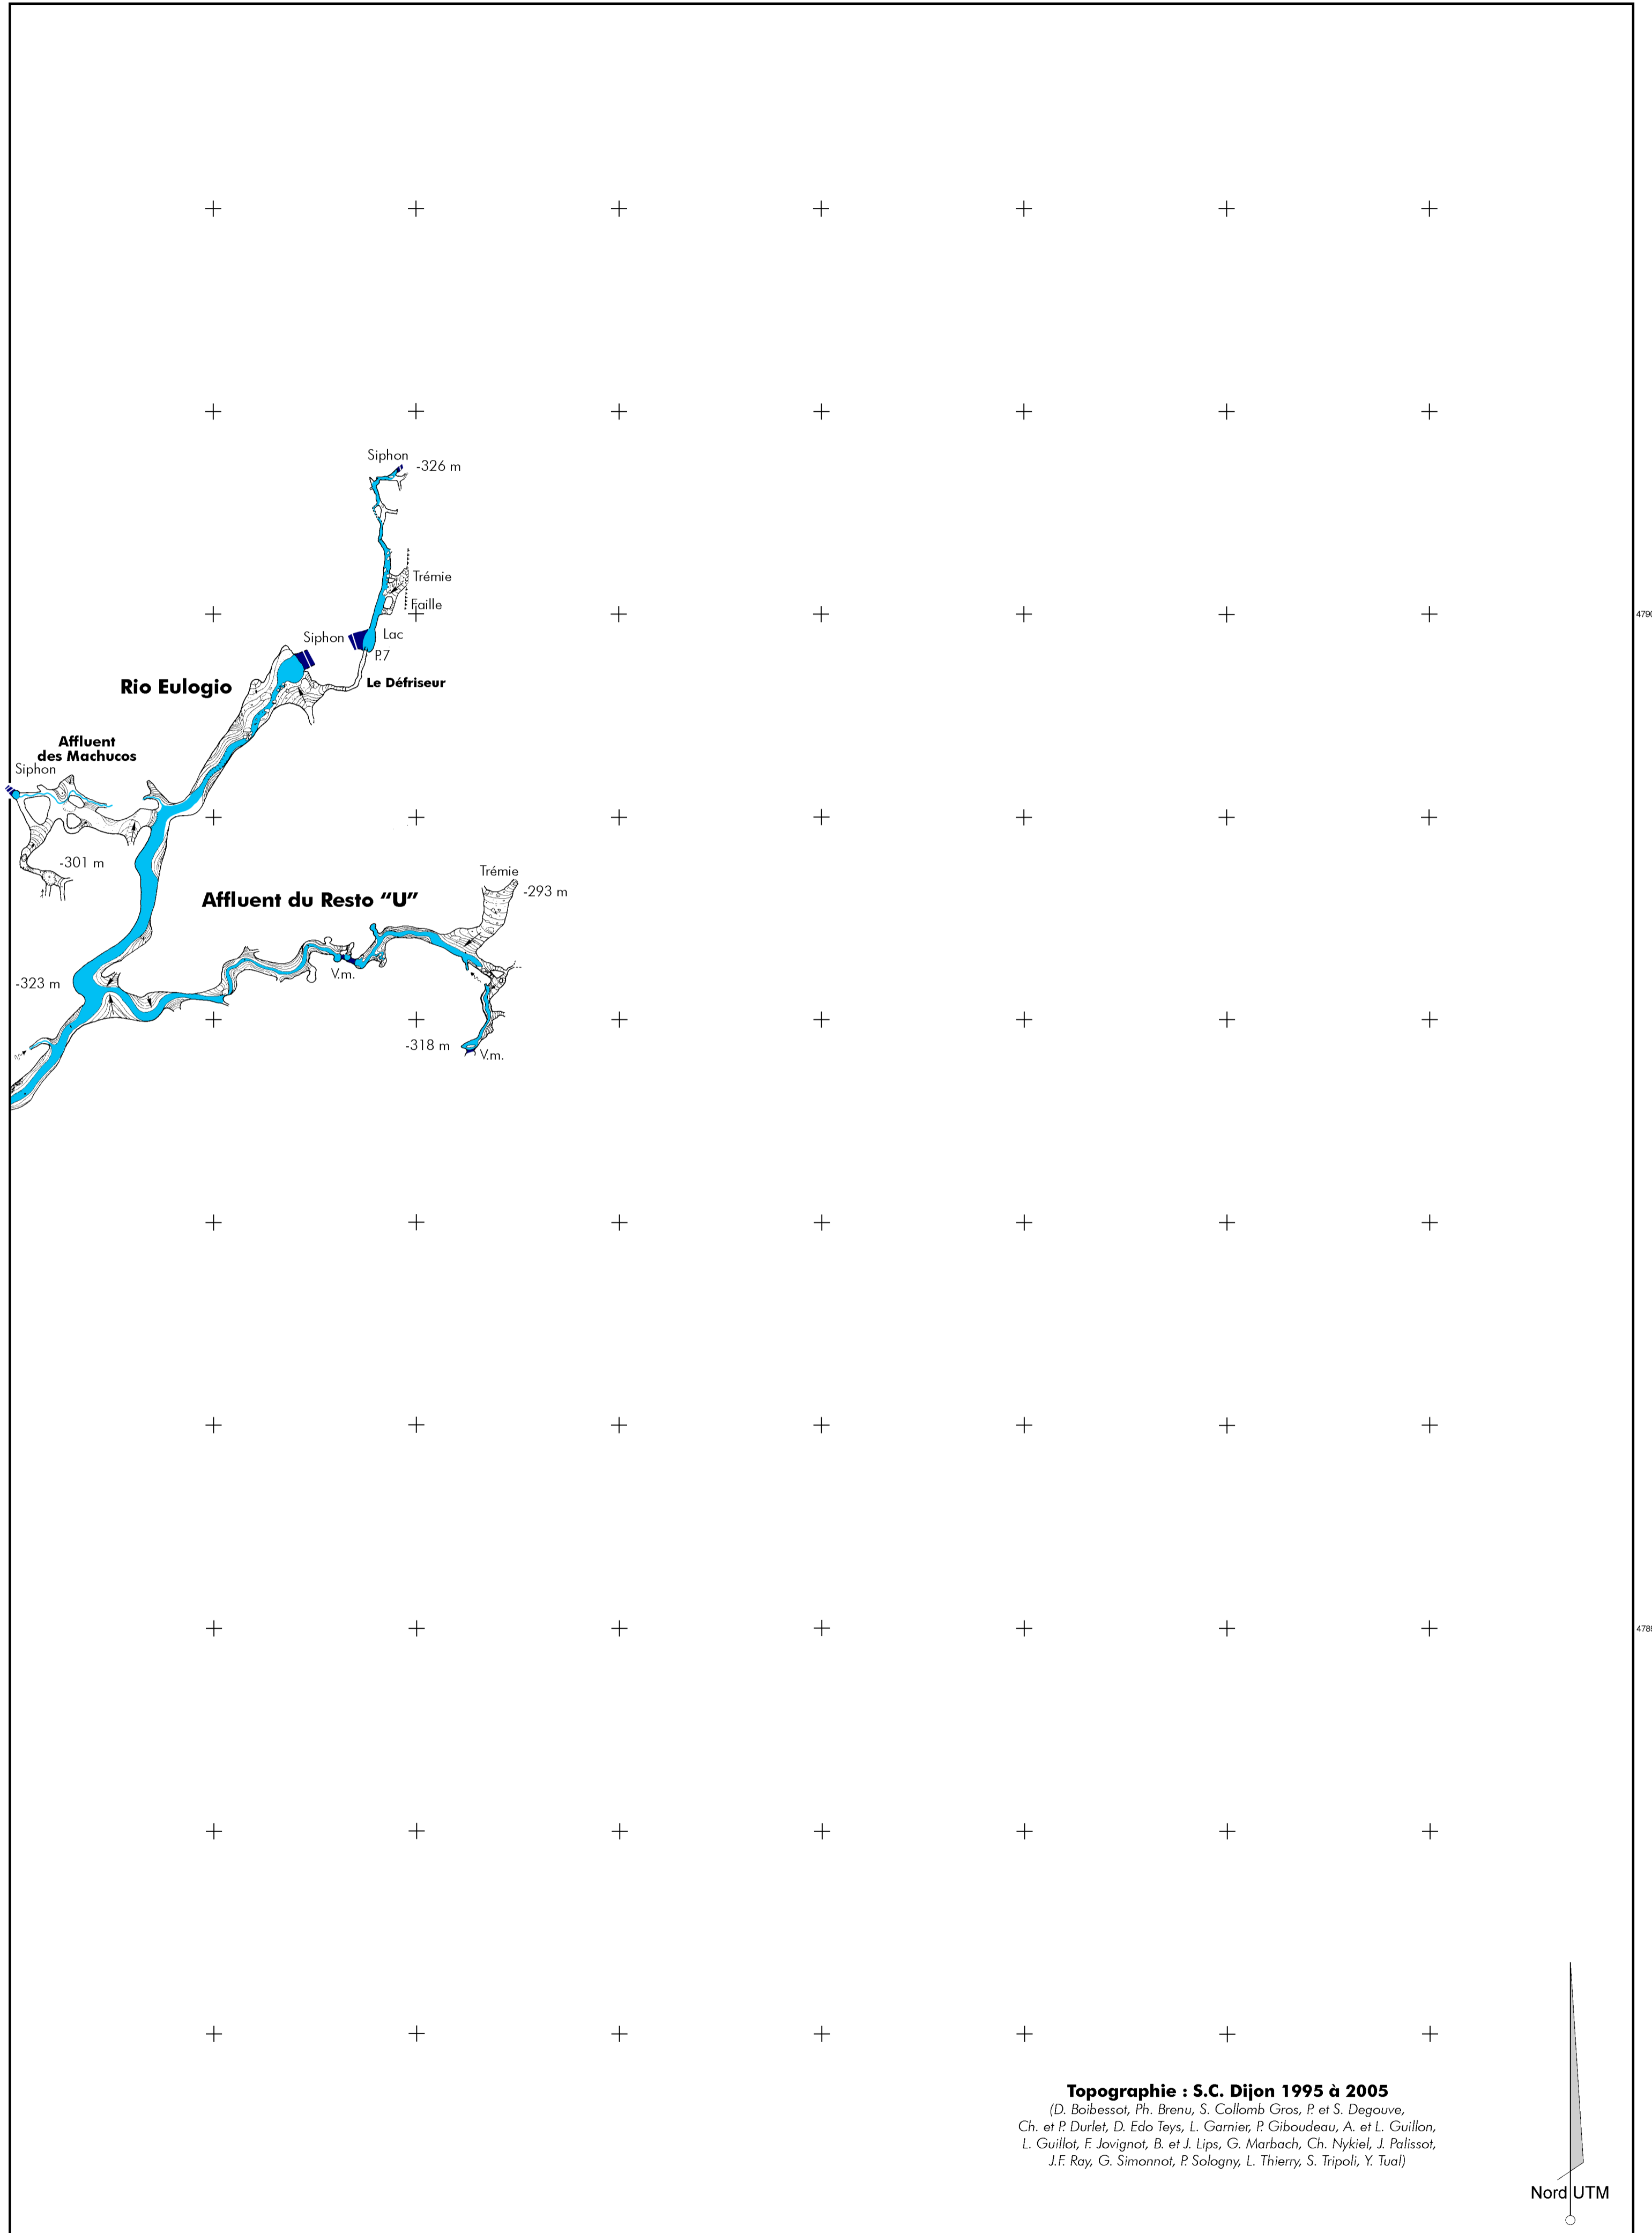 Siphon
-326 m
Trémie
Faille
4790
Siphon
Lac
P.7
Rio Eulogio
Le Défriseur
Affluent
des Machucos
Siphon
-301 m
Trémie
-293 m
Affluent du Resto “U”
V.m.
-323 m
-318 m
V.m.
4789
Topographie : S.C. Dijon 1995 à 2005
(D. Boibessot, Ph. Brenu, S. Collomb Gros, P. et S. Degouve,
Ch. et P. Durlet, D. Edo Teys, L. Garnier, P. Giboudeau, A. et L. Guillon,
L. Guillot, F. Jovignot, B. et J. Lips, G. Marbach, Ch. Nykiel, J. Palissot,
J.F. Ray, G. Simonnot, P. Sologny, L. Thierry, S. Tripoli, Y. Tual)
Nord UTM